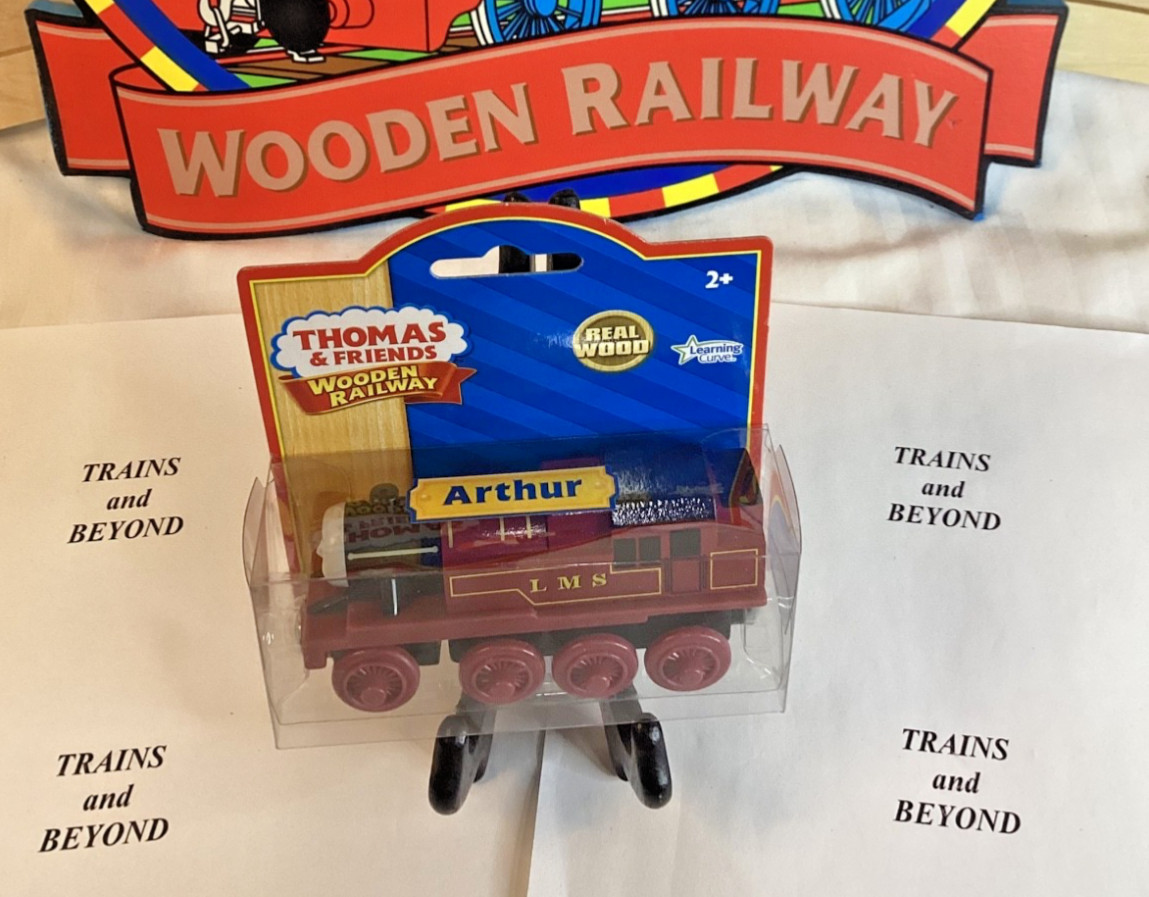 WOODEN RAILWAY
2+
THOMAS
& FRIENDS
WOODEN
RAILWAY
REAL
WOOD
Learning
Curve
Arthur
LMS
TRAINS
and
BEYOND
TRAINS
and
BEYOND
TRAINS
and
BEYOND
TRAINS
and
BEYOND